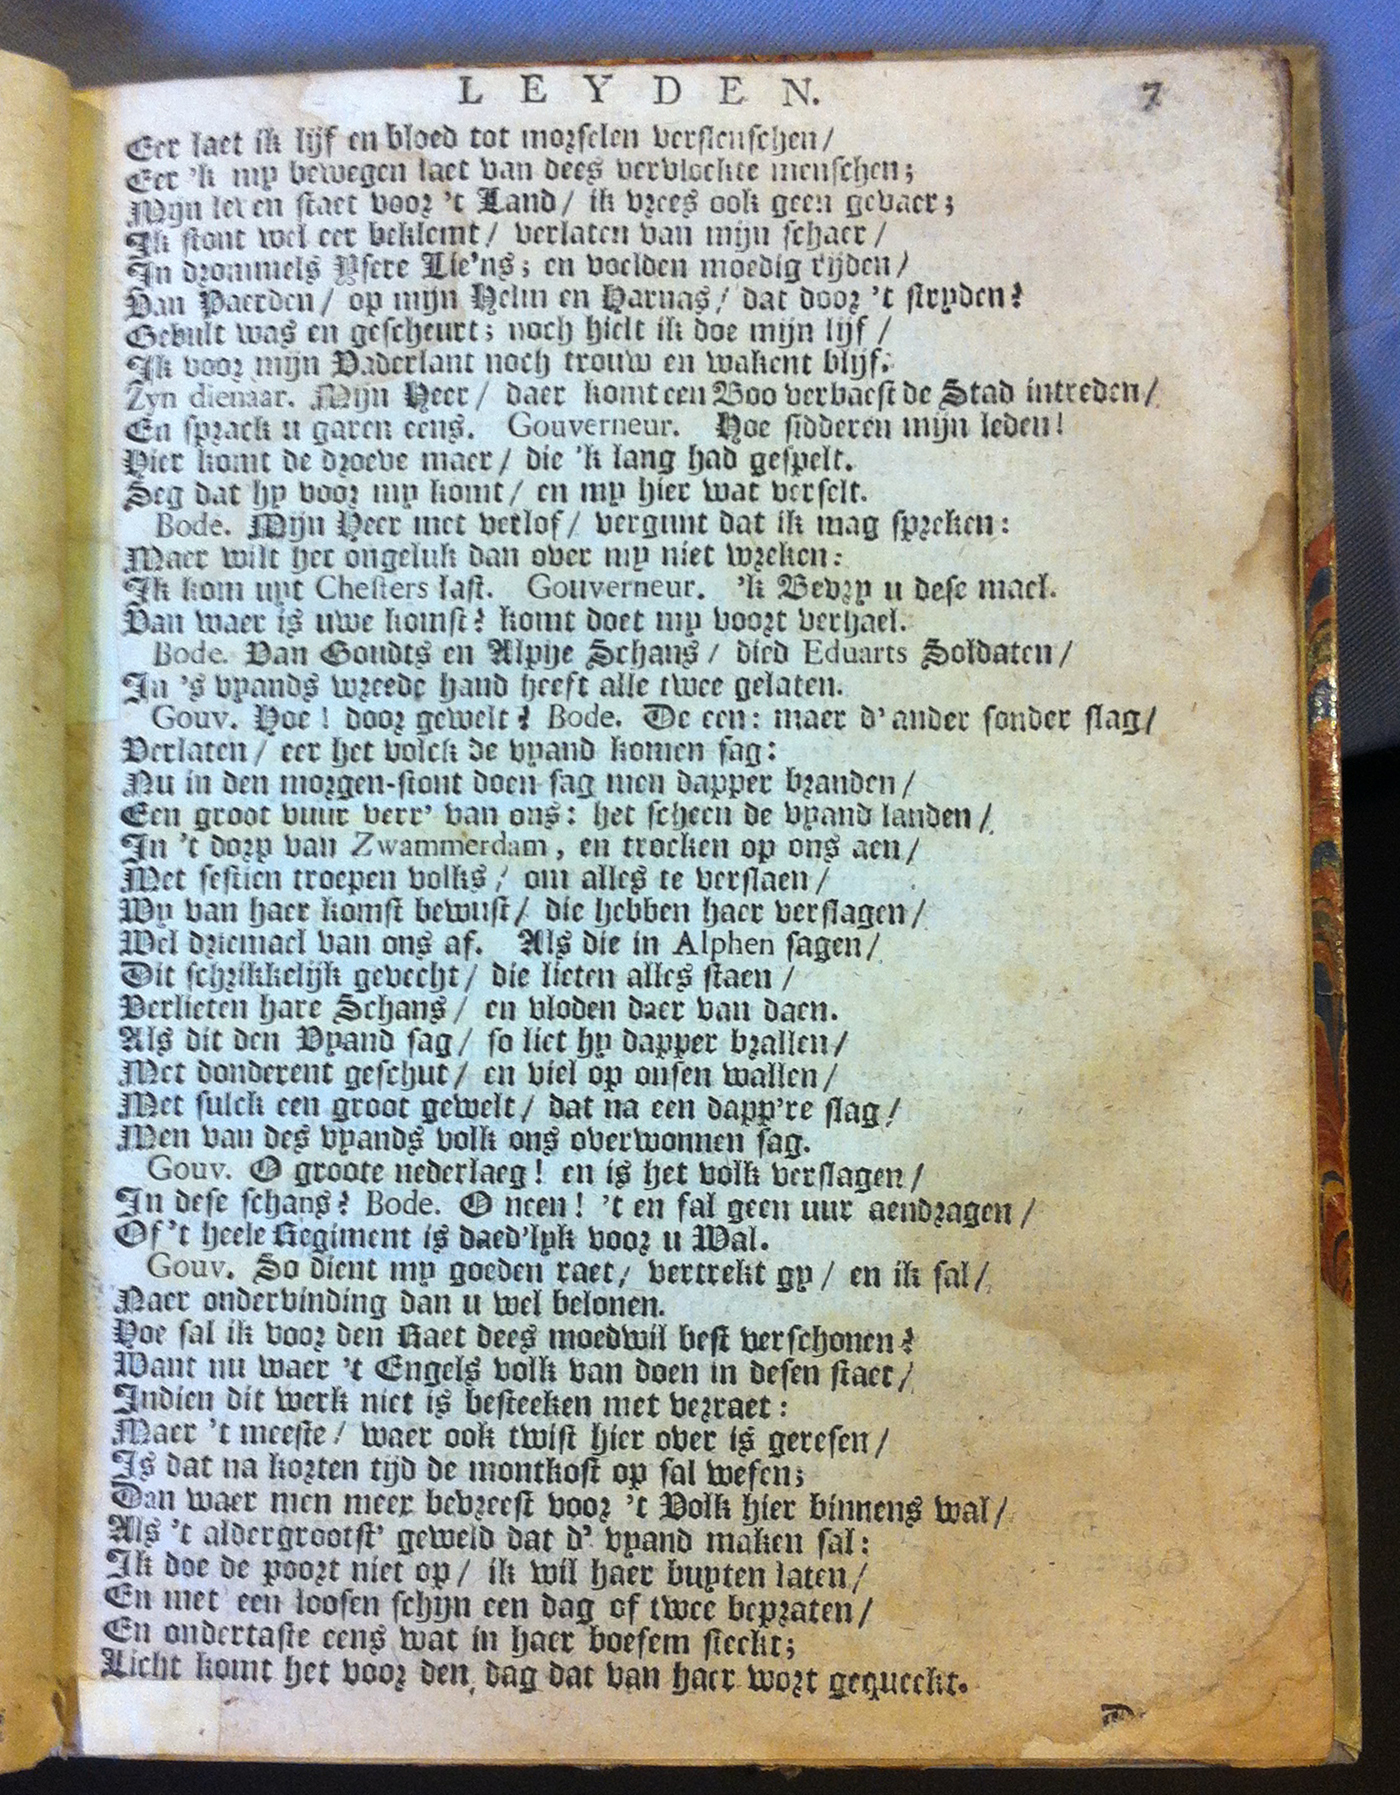 LEYDEN. 7
Eer laet ik lijf en bloed tot morselen verslenschen/
Eer 'k my bewegen laet van dees vervlockte menschen;
Mijn leven staet voor 't Land/ ik vrees ook geen gevaer;
Ik stont wel eer beklemt/ verlaten van mijn schaer/
In drommels Ysere Lie'ns; en voelden moedig rijden/
Van Paerden/ op mijn Helm en Harnas/ dat door 't stryden?
Gebult was en gescheurt; noch hielt ik doe mijn lijf/
Ik voor mijn Vaderlant noch trouw en wakent blijf.
Zyn dienaar. Mijn Heer/ daer komt een Boo verbaest de Stad intreden/
En sprack u garen eens. Gouverneur. Hoe sidderen mijn leden!
Hier komt de droeve maer/ die 'k lang had gespelt.
Seg dat hy voor my komt/ en my hier wat verselt.
Bode. Mijn Heer met verlof/ vergunt dat ik mag spreken:
Maer wilt het ongeluk dan over my niet wreken:
Ik kom uyt Chesters last. Gouverneur. 'k Bevry u dese mael.
Van waer is uwe komst? komt doet my voort verhael.
Bode. Van Goudts en Alphe Schans/ died Eduarts Soldaten/
In 's vyands wreede hand heeft alle twee gelaten.
Gouv. Hoe! door gewelt? Bode. De een: maer d'ander sonder slag/
Verlaten/ eer het volck de vyand komen sag:
Nu in den morgen-stont doen sag men dapper branden/
Een groot vuur verr' van ons: het scheen de vyand landen/
In 't dorp van Zwammerdam, en trocken op ons aen/
Met sestien troepen volks/ om alles te verslaen/
Wy van haer komst bewust/ die hebben haer verslagen/
Wel driemael van ons af. Als die in Alphen sagen/
Dit schrikkelijk gevecht/ die lieten alles staen/
Verlieten hare Schans/ en vloden daer van daen.
Als dit den Vyand sag/ so liet hy dapper brallen/
Met donderent geschut/ en viel op onsen wallen/
Met sulck een groot gewelt/ dat na een dapp're slag/
Men van des vyands volk ons overwonnen sag.
Gouv. O groote nederlaeg! en is het volk verslagen/
In dese schans? Bode. O neen! 't en sal geen uur aendragen/
Of 't heele Regiment is daed'lyk voor u Wal.
Gouv. So dient my goeden raet/ vertrekt gy/ en ik sal/
Naer ondervinding dan u wel belonen.
Hoe sal ik voor den Raet dees moedwil best verschonen?
Want nu waer 't Engels volk van doen in desen staet/
Indien dit werk niet is besteeken met verraet:
Maer 't meeste/ waer ook twist hier over is geresen/
Is dat na korten tijd de montkost op sal wesen;
Dan waer men meer bevreest voor 't Volk hier binnens wal/
Als 't aldergrootst' geweld dat d' vyand maken sal:
Ik doe de poort niet op/ ik wil haer buyten laten/
En met een loosen schijn een dag of twee bepraten/
En ondertaste eens wat in haer boesem steckt;
Licht komt het voor den dag dat van haer wort gequeckt.
D